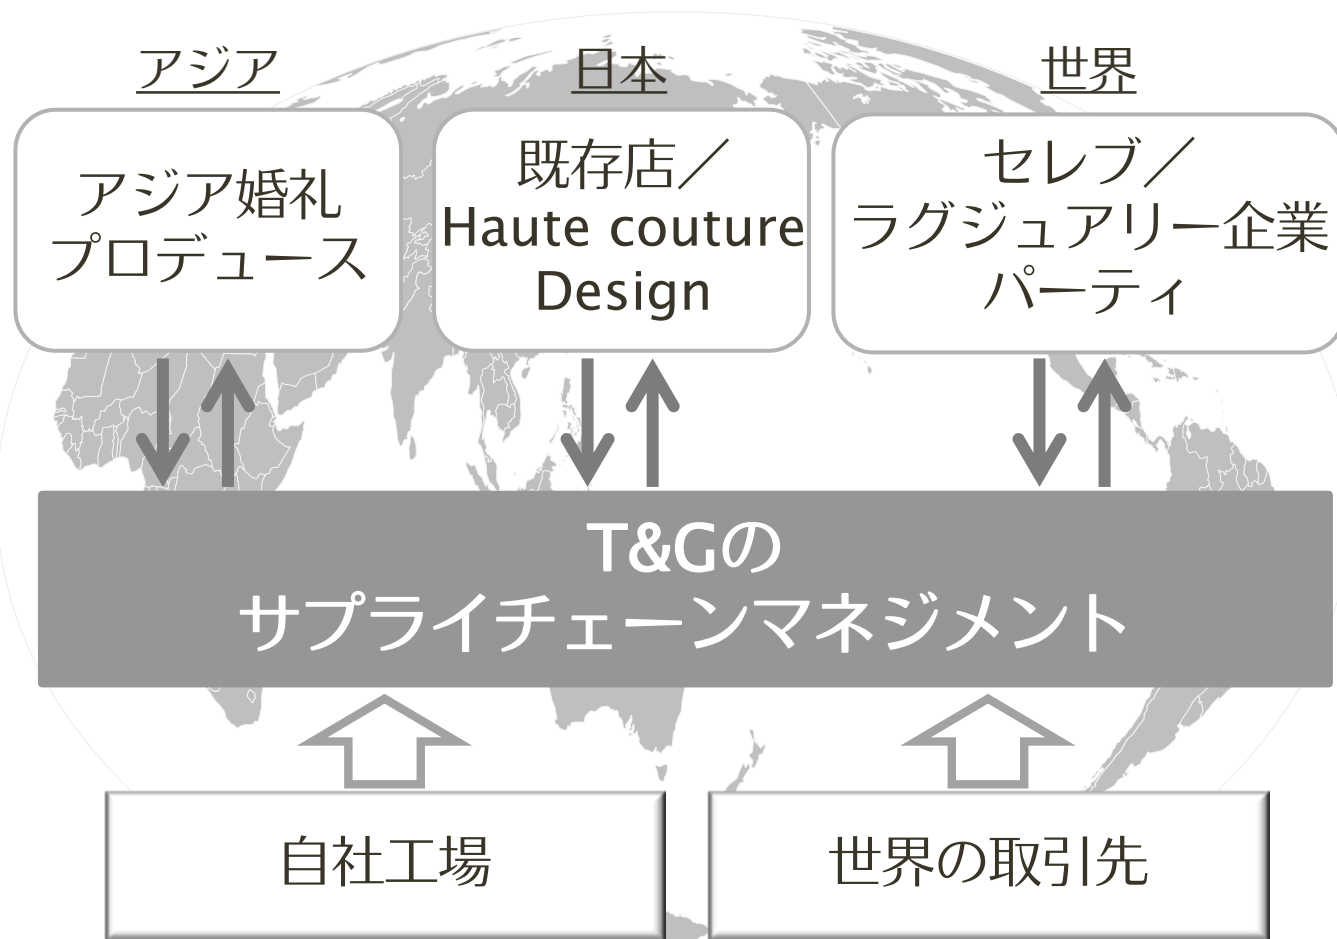 アジア
日本
世界
アジア婚礼
プロデュース
既存店／
Haute couture
Design
セレブ／
ラグジュアリー企業
パーティ
T&Gの
サプライチェーンマネジメント
自社工場
世界の取引先